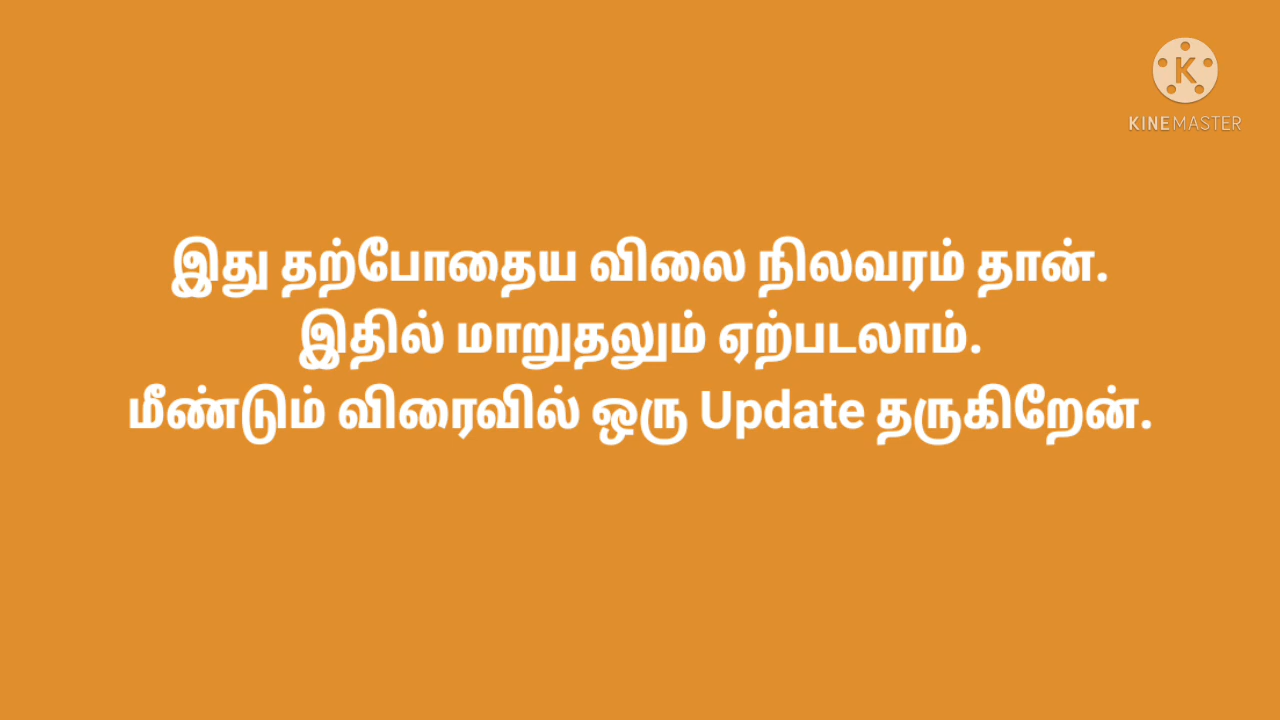 KINEMASTER
இது தற்போதைய விலை நிலவரம் தான்.
இதில் மாறுதலும் ஏற்படலாம்.
மீண்டும் விரைவில் ஒரு Update தருகிறேன்.